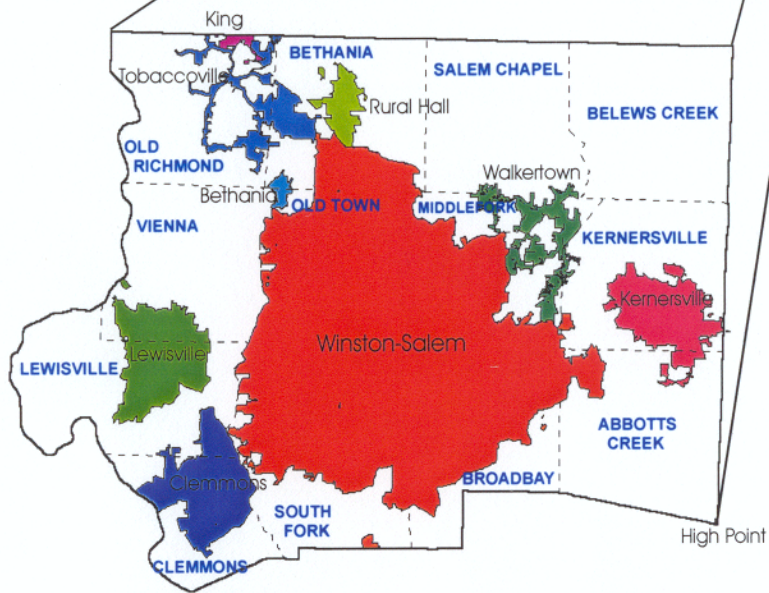 King
BETHANIA
SALEM CHAPEL
Tobaccoville
Rural Hall
BELEWS CREEK
OLD
RICHMOND
Walkertown
Bethania
OLD TOWN
MIDDLEFORK
VIENNA
KERNERSVILLE
Kernersville
Winston-Salem
Lewisville
LEWISVILLE
ABBOTTS
CREEK
Clemmons
BROADBAY
SOUTH
FORK
High Point
CLEMMONS